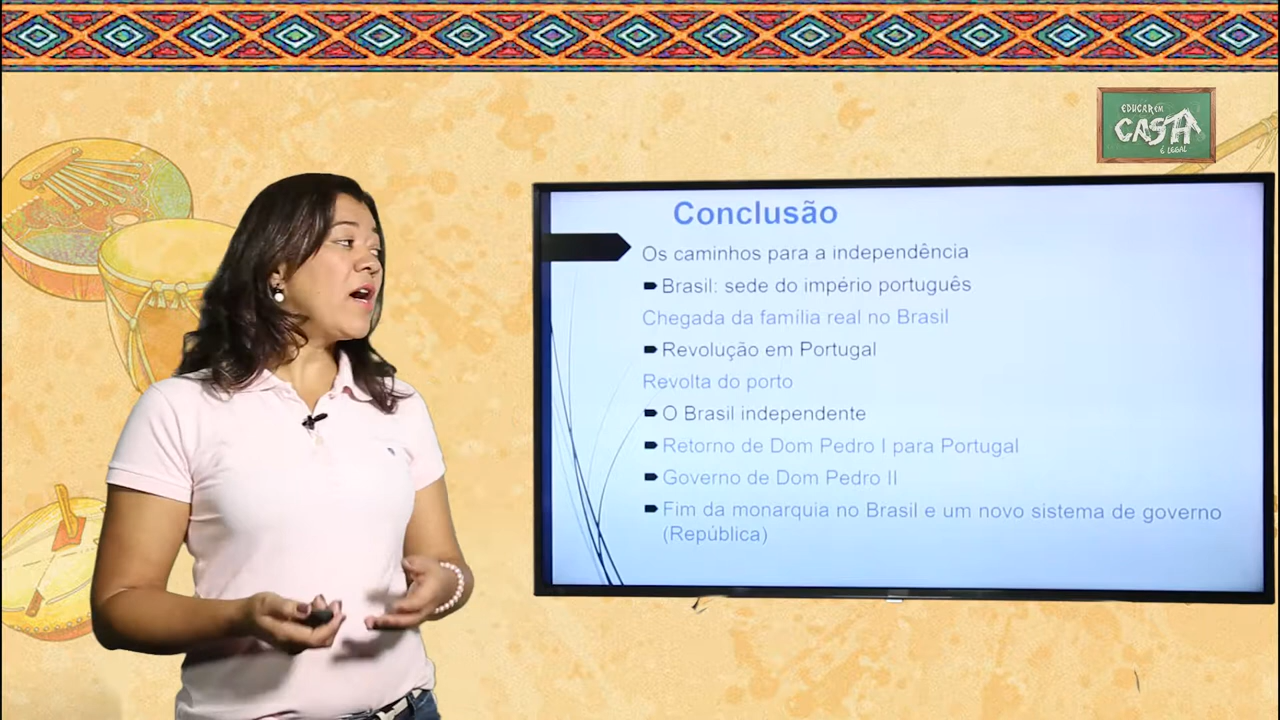 EDUCAR EM
CASA
É LEGAL
Conclusão
Os caminhos para a independência
Brasil: sede do império português
Chegada da família real no Brasil
Revolução em Portugal
Revolta do porto
O Brasil independente
Retorno de Dom Pedro I para Portugal
Governo de Dom Pedro II
Fim da monarquia no Brasil e um novo sistema de governo
(República)